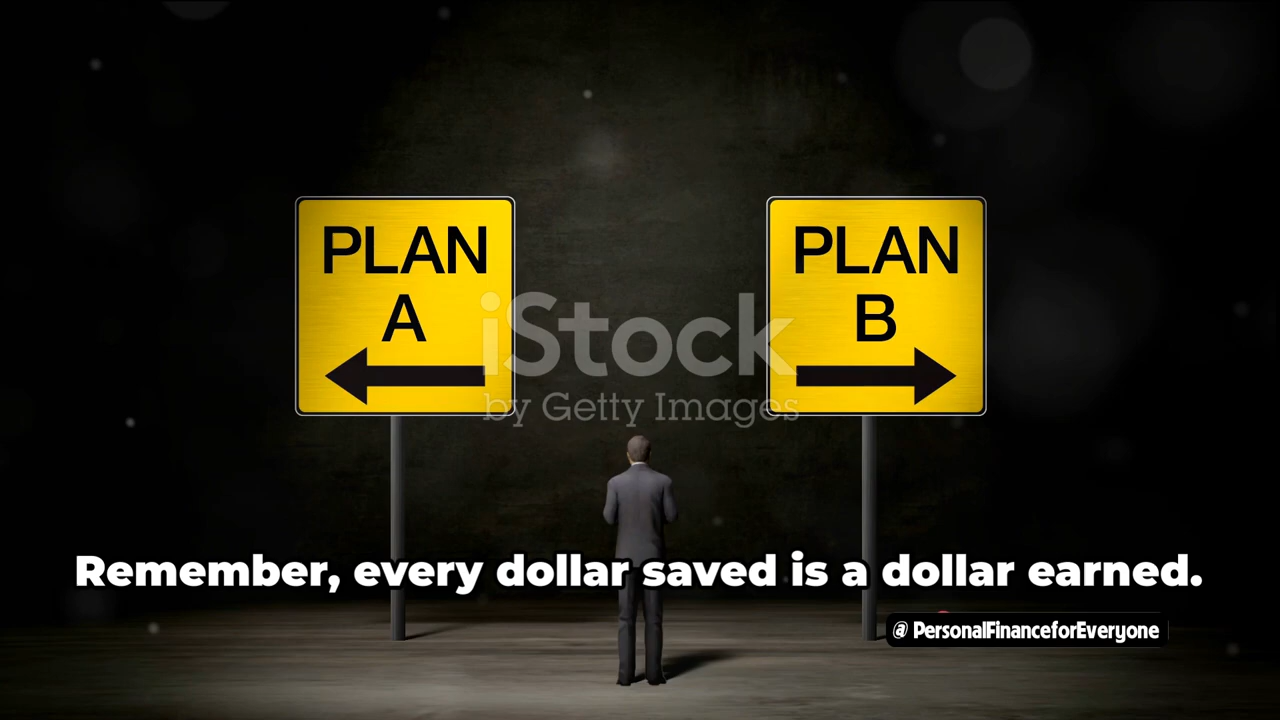 PLAN
A
PLAN
B
iStock
by Getty Images
Remember, every dollar saved is a dollar earned.
@ PersonalFinanceforEveryone